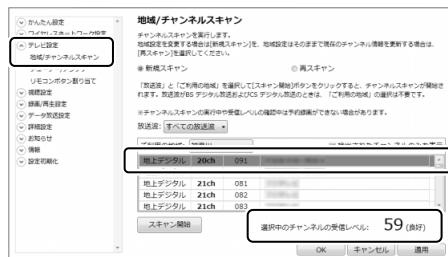 かんたん設定
ワイヤレスネットワーク設定
テレビ設定
地域/チャンネルスキャン
リモコンボタン割り当て
視聴設定
録画/再生設定
データ放送設定
詳細設定
お知らせ
情報
設定初期化
地域/チャンネルスキャン
チャンネルスキャンを実行します。
地域設定を変更する場合は[新規スキャン]を、地域設定はそのままで現在のチャンネル情報を更新する場合は、
[再スキャン]を選択してください。
新規スキャン
再スキャン
「放送波」と「ご利用の地域」を選択して[スキャン開始]ボタンをクリックすると、チャンネルスキャンが開始さ
れます。放送波がBS デジタル放送およびCS デジタル放送のときは、「ご利用の地域」の選択は不要です。
※チャンネルスキャンの実行中や受信レベルの確認中は予約録画ができない場合があります。
放送波: すべての放送波
地上デジタル 20ch 091
地上デジタル 21ch 081
地上デジタル 21ch 082
地上デジタル 21ch 083
スキャン開始
選択中のチャンネルの受信レベル: 59 (良好)
OK キャンセル 適用